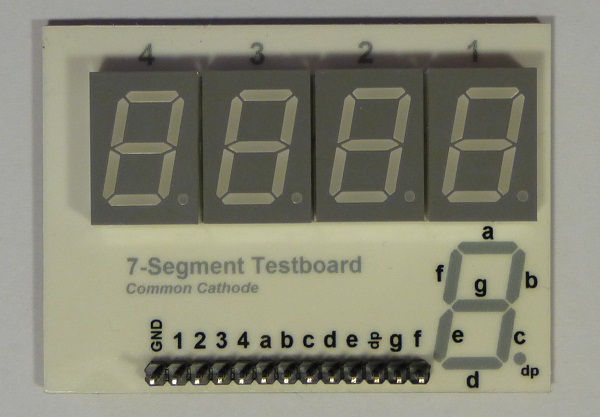 4 3 2 1
7-Segment Testboard
Common Cathode
GND 1 2 3 4 a b c d e dp g f
a
f b
g
e c
d dp